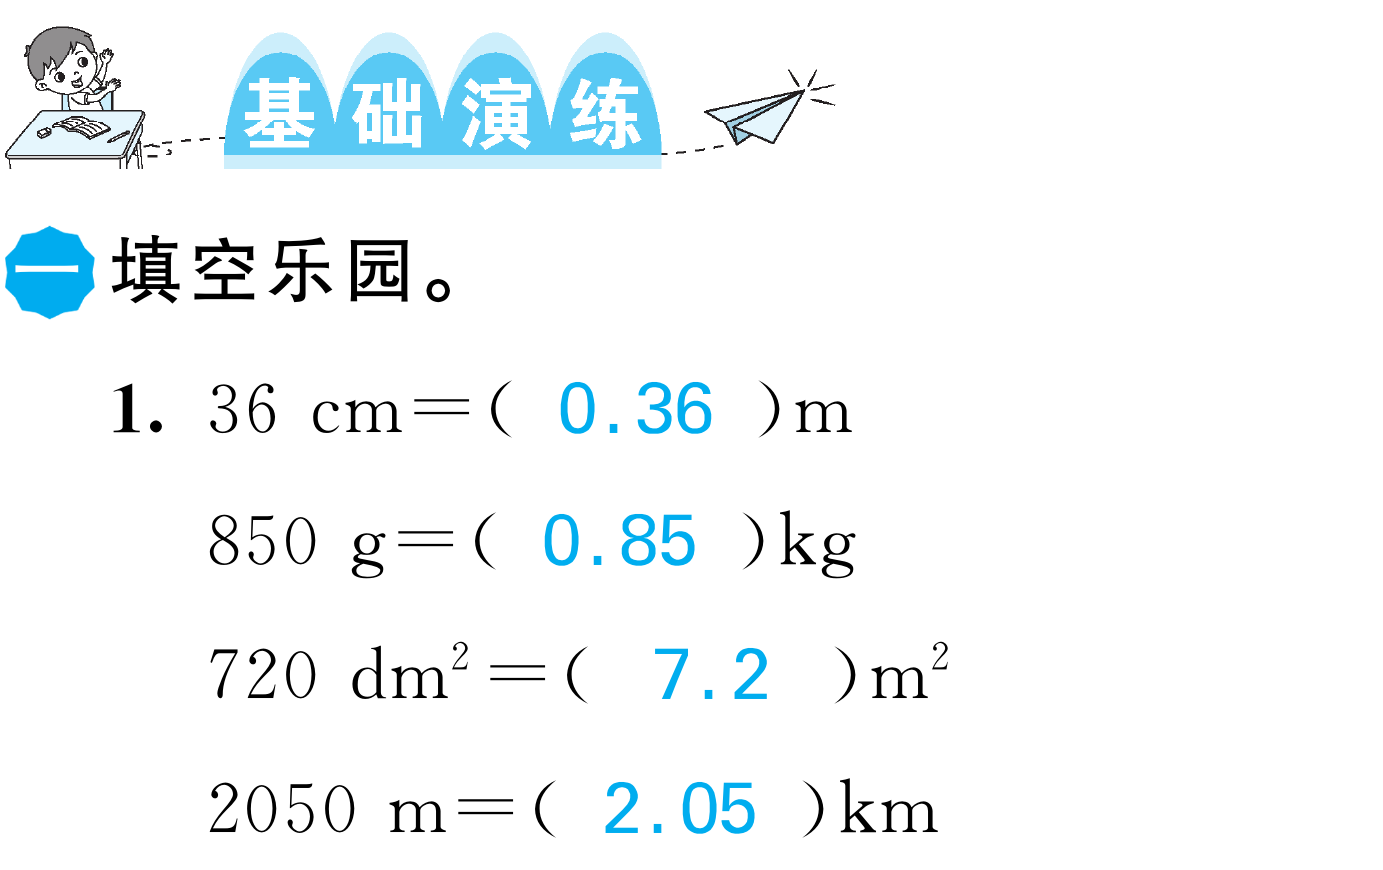 基础演练
一 填空乐园。
1. 36 cm=( 0.36 )m
850 g=( 0.85 )kg
720 dm²=( 7.2 )m²
2050 m=( 2.05 )km